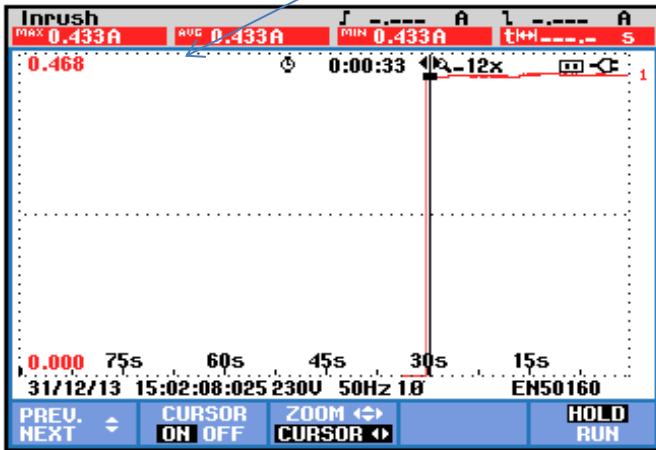 Inrush -.--- A -.--- A
MAX 0.433A AVG 0.433A MIN 0.433A t ---.- s
0.468 0:00:33 -12x
1
0.000 75s 60s 45s 30s 15s
31/12/13 15:02:08:025 230V 50Hz 1Ø EN50160
PREV. NEXT CURSOR ON OFF ZOOM CURSOR HOLD RUN